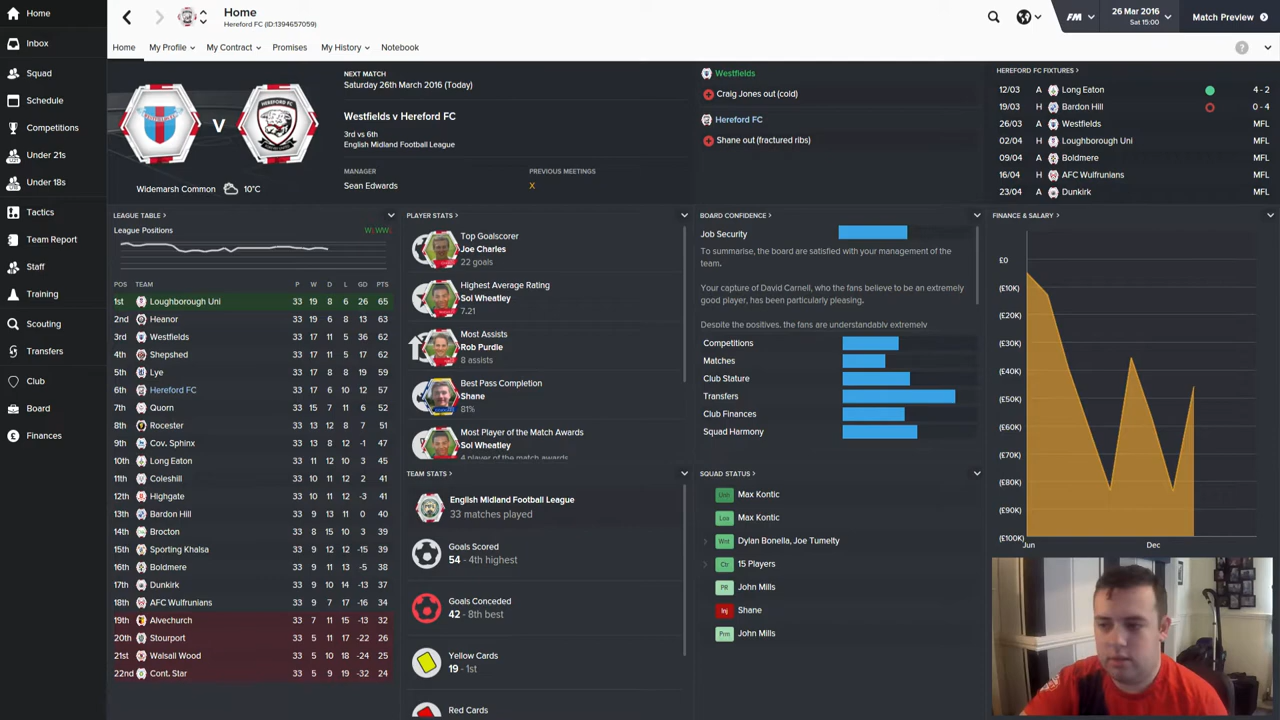 Home
Inbox
Squad
Schedule
Competitions
Under 21s
Under 18s
Tactics
Team Report
Staff
Training
Scouting
Transfers
Club
Board
Finances
Home
Hereford FC (ID:1394657059)
FM
26 Mar 2016
Sat 15:00
Match Preview
Home
My Profile
My Contract
Promises
My History
Notebook
?
V
Widemarsh Common
10°C
NEXT MATCH
Saturday 26th March 2016 (Today)
Westfields v Hereford FC
3rd vs 6th
English Midland Football League
MANAGER
Sean Edwards
PREVIOUS MEETINGS
X
Westfields
Craig Jones out (cold)
Hereford FC
Shane out (fractured ribs)
HEREFORD FC FIXTURES >
12/03 A Long Eaton 4 - 2
19/03 H Bardon Hill 0 - 4
26/03 A Westfields MFL
02/04 H Loughborough Uni MFL
09/04 A Boldmere MFL
16/04 H AFC Wulfrunians MFL
23/04 A Dunkirk MFL
LEAGUE TABLE >
League Positions
POS TEAM P W D L GD PTS
1st Loughborough Uni 33 19 8 6 26 65
2nd Heanor 33 19 6 8 13 63
3rd Westfields 33 17 11 5 36 62
4th Shepshed 33 17 11 5 17 62
5th Lye 33 17 8 8 19 59
6th Hereford FC 33 17 6 10 12 57
7th Quorn 33 15 7 11 6 52
8th Rocester 33 12 12 8 7 51
9th Cov. Sphinx 33 13 8 12 -1 47
10th Long Eaton 33 11 12 10 3 45
11th Coleshill 33 10 11 12 2 41
12th Highgate 33 10 11 12 -3 41
13th Bardon Hill 33 9 13 11 0 40
14th Brocton 33 8 15 10 3 39
15th Sporting Khalsa 33 9 12 12 -15 39
16th Boldmere 33 9 11 13 -5 38
17th Dunkirk 33 9 10 14 -13 37
18th AFC Wulfrunians 33 9 7 17 -16 34
19th Alvechurch 33 7 11 15 -13 32
20th Stourport 33 5 11 17 -22 26
21st Walsall Wood 33 5 10 18 -24 25
22nd Cont. Star 33 5 9 19 -32 24
PLAYER STATS >
Top Goalscorer
Joe Charles
22 goals
Highest Average Rating
Sol Wheatley
7.21
Most Assists
Rob Purdie
8 assists
Best Pass Completion
Shane
81%
Most Player of the Match Awards
Sol Wheatley
4 player of the match awards
TEAM STATS >
English Midland Football League
33 matches played
Goals Scored
54 - 4th highest
Goals Conceded
42 - 8th best
Yellow Cards
19 - 1st
Red Cards
BOARD CONFIDENCE >
Job Security
To summarise, the board are satisfied with your management of the
team.
Your capture of David Carnell, who the fans believe to be an extremely
good player, has been particularly pleasing.
Despite the positives, the fans are understandably extremely
Competitions
Matches
Club Stature
Transfers
Club Finances
Squad Harmony
SQUAD STATUS >
Max Kontic
Loa Max Kontic
Wnt Dylan Bonella, Joe Tumelty
Ctr 15 Players
PR John Mills
Inj Shane
Prm John Mills
FINANCE & SALARY >
£0
(£10K)
(£20K)
(£30K)
(£40K)
(£50K)
(£60K)
(£70K)
(£80K)
(£90K)
(£100K)
Jun Dec